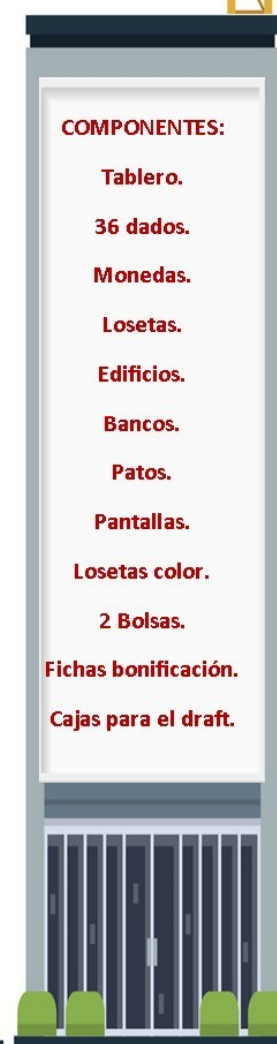 COMPONENTES:
Tablero.
36 dados.
Monedas.
Losetas.
Edificios.
Bancos.
Patos.
Pantallas.
Losetas color.
2 Bolsas.
Fichas bonificación.
Cajas para el draft.